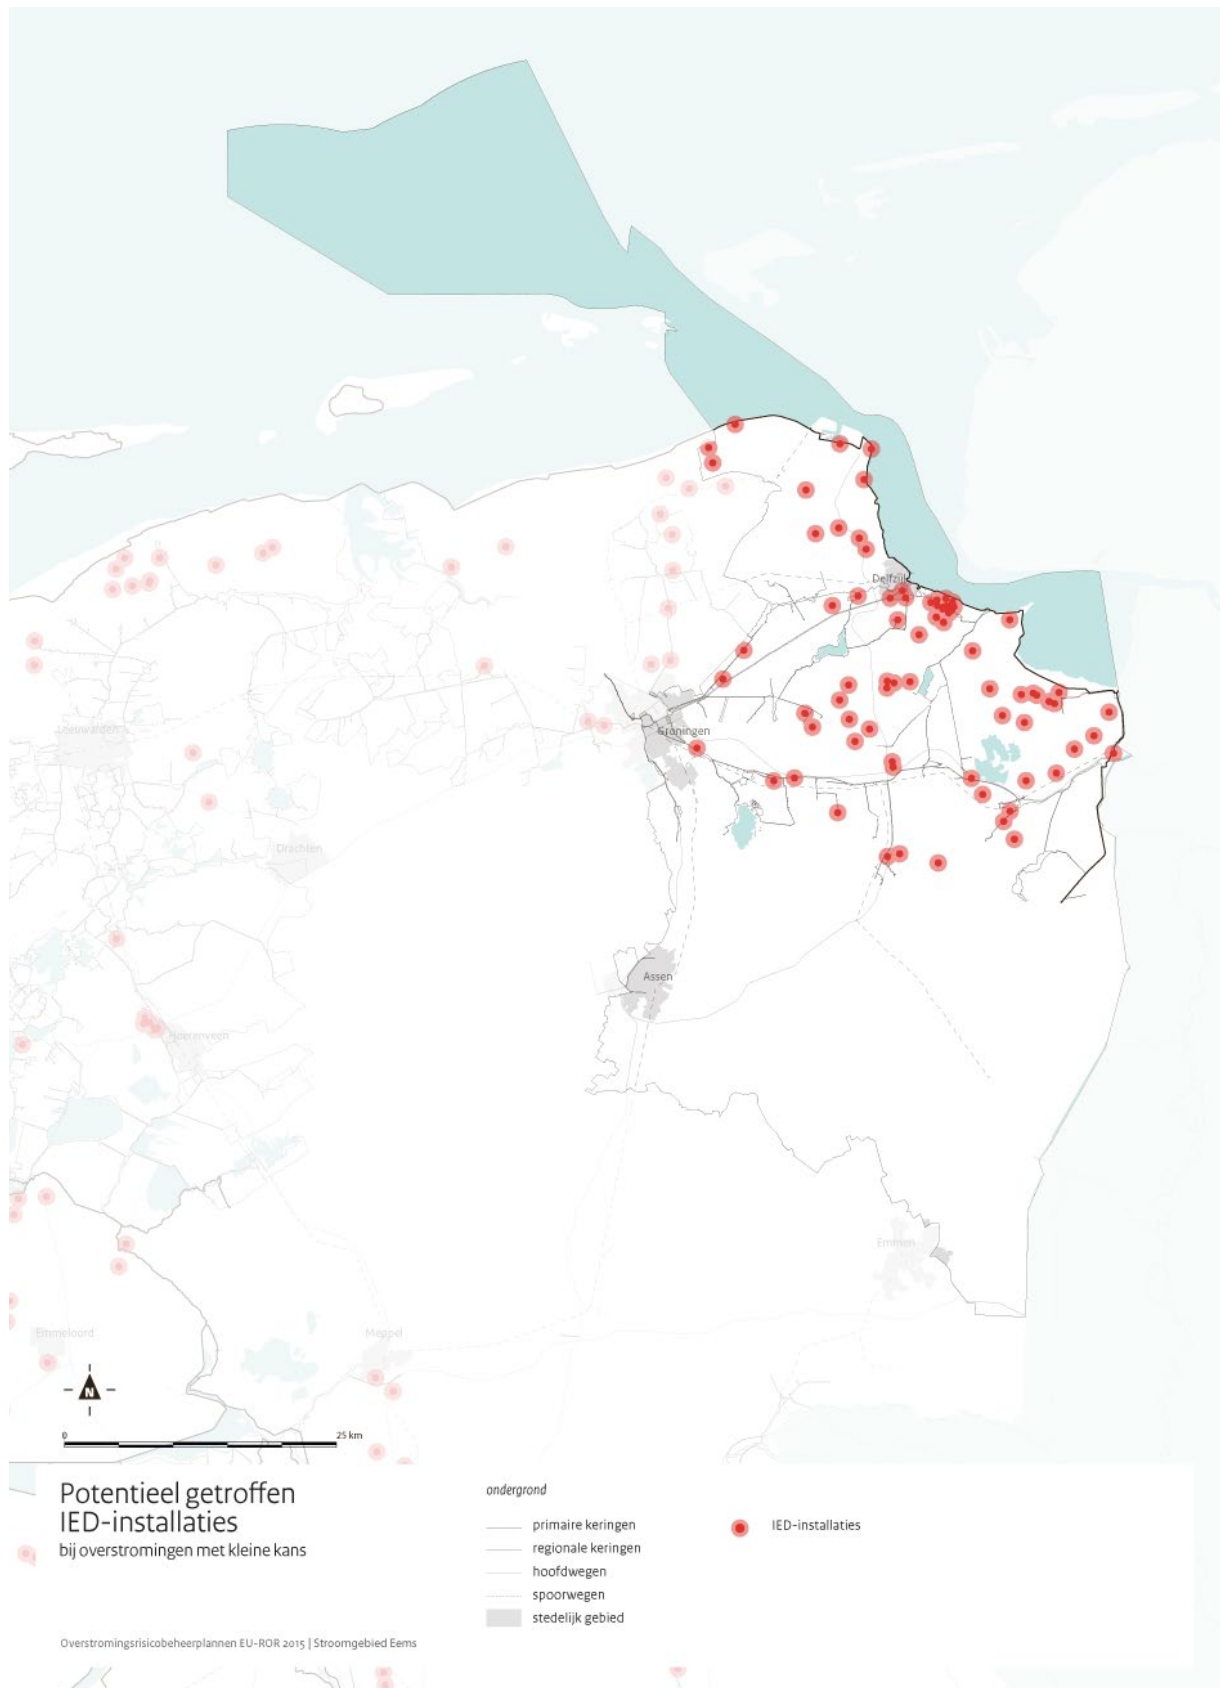 Delfzijl
Leeuwarden
Groningen
Drachten
Assen
Heerenveen
Emmen
Emmeloord
Meppel
N
0
25 km
Potentieel getroffen
IED-installaties
bij overstromingen met kleine kans
ondergrond
primaire keringen
regionale keringen
hoofdwegen
spoorwegen
stedelijk gebied
IED-installaties
Overstromingsrisicobeheerplannen EU-ROR 2015 | Stroomgebied Eems